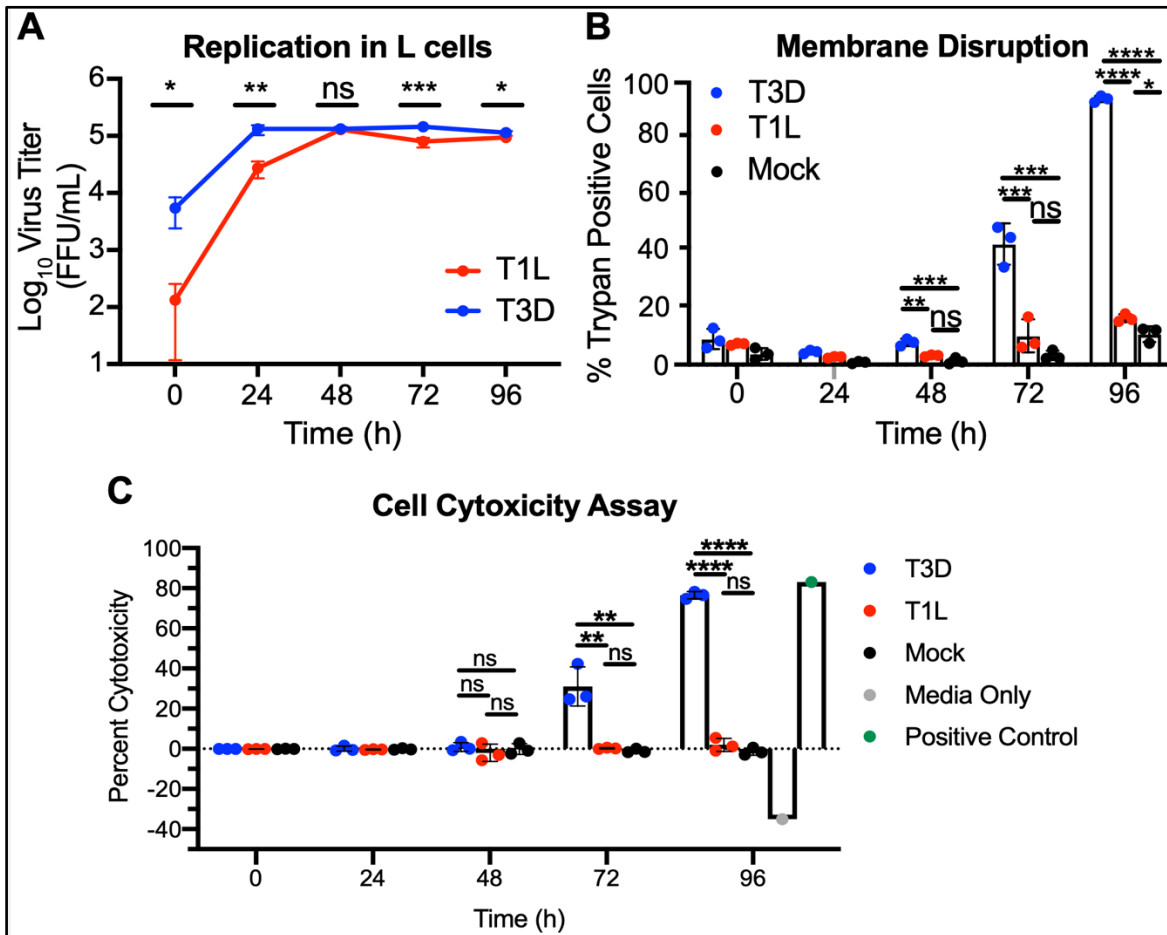 A
Replication in L cells
Log10 Virus Titer
(FFU/mL)
6
5
4
3
2
1
* ** ns *** *
T1L
T3D
0 24 48 72 96
Time (h)
B
Membrane Disruption
% Trypan Positive Cells
100
80
60
40
20
0
T3D
T1L
Mock
***
** ns
***
*** ns
****
**** *
0 24 48 72 96
Time (h)
C
Cell Cytotoxicity Assay
Percent Cytotoxicity
100
80
60
40
20
0
-20
-40
ns
ns
ns
**
** ns
****
**** ns
T3D
T1L
Mock
Media Only
Positive Control
0 24 48 72 96
Time (h)